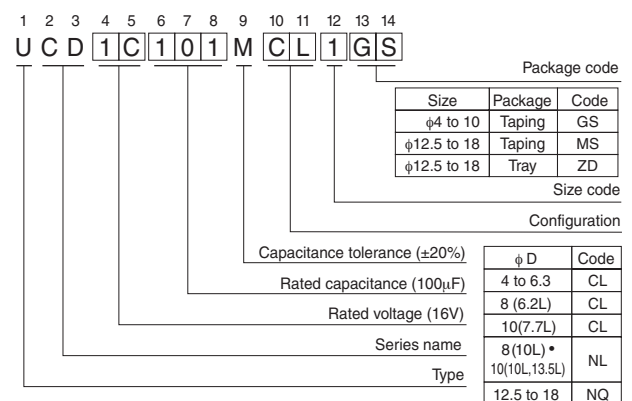 1 2 3 4 5 6 7 8 9 10 11 12 13 14
U C D 1 C 1 0 1 M C L 1 G S
Package code
Size Package Code
ϕ4 to 10 Taping GS
ϕ12.5 to 18 Taping MS
ϕ12.5 to 18 Tray ZD
Size code
Configuration
ϕ D Code
4 to 6.3 CL
8 (6.2L) CL
10(7.7L) CL
8(10L) •
10(10L,13.5L) NL
12.5 to 18 NQ
Capacitance tolerance (±20%)
Rated capacitance (100µF)
Rated voltage (16V)
Series name
Type